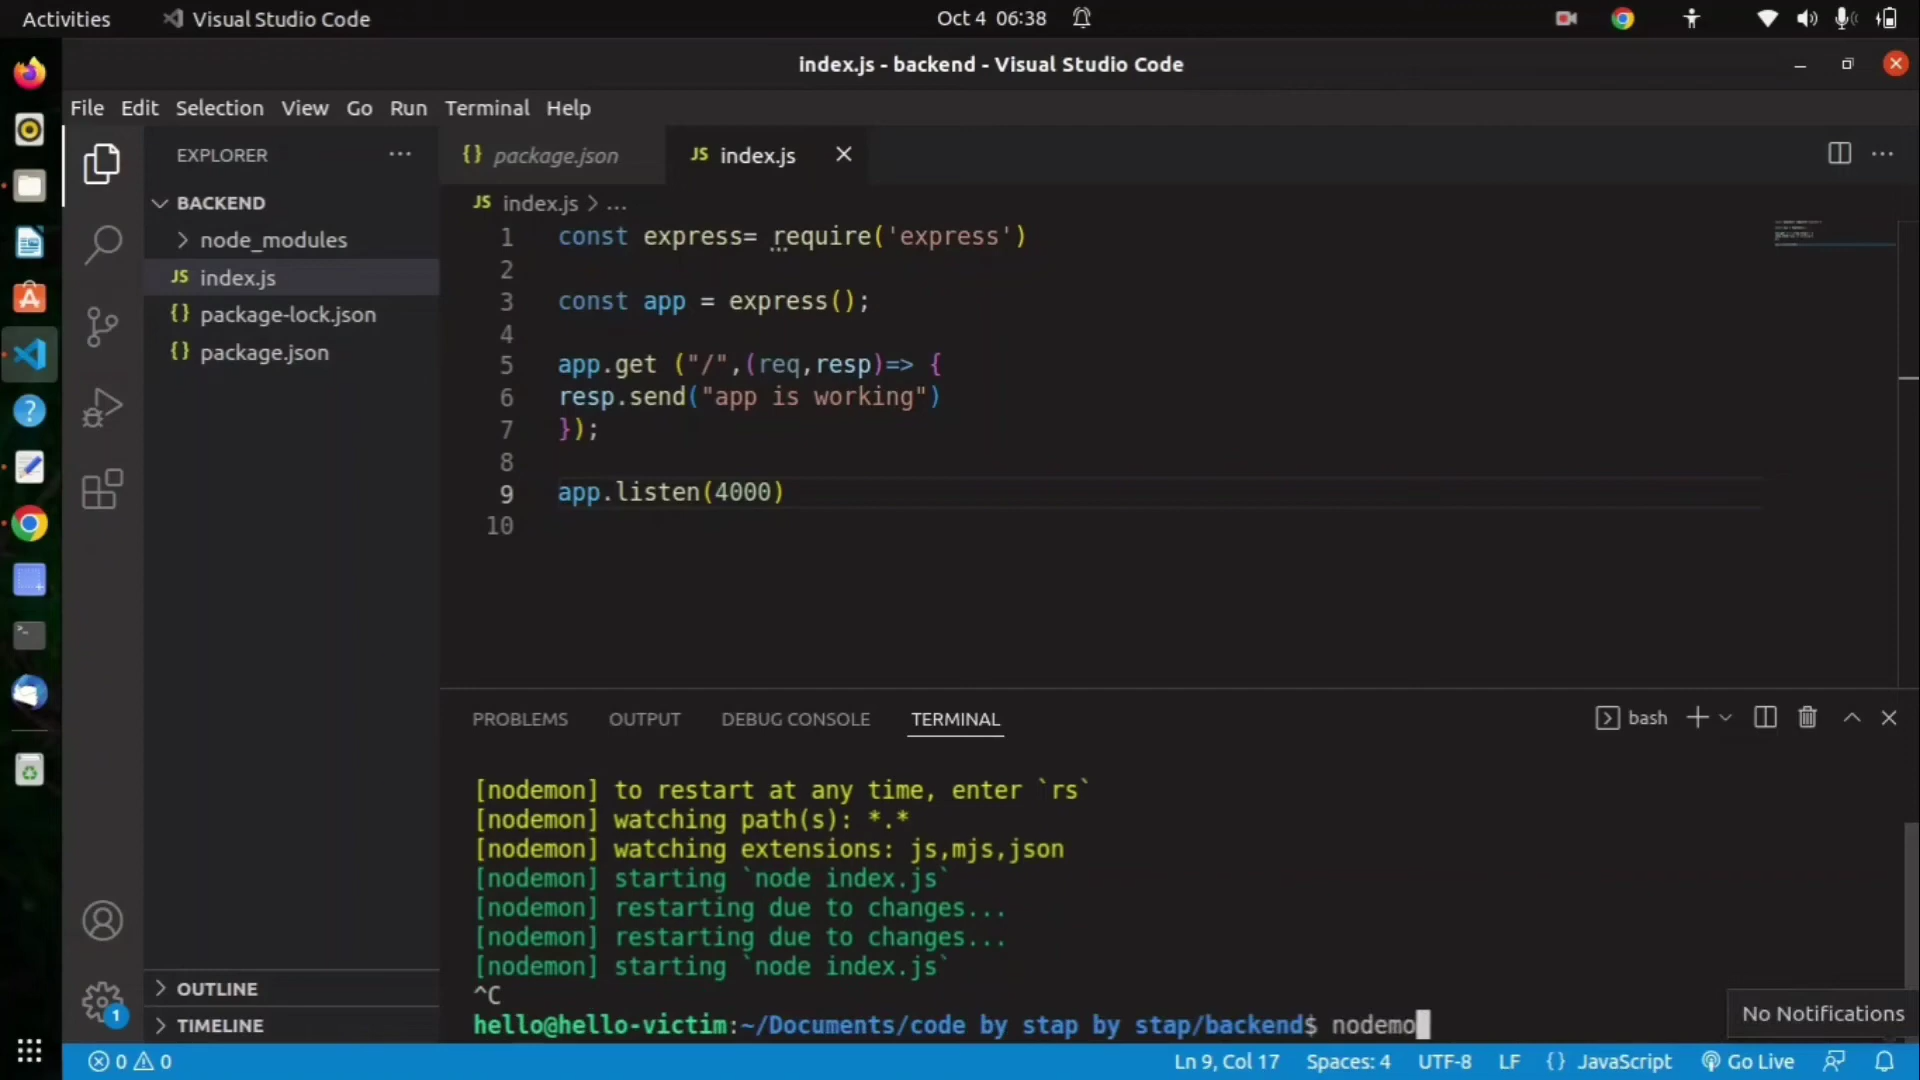 Activities Visual Studio Code Oct 4 06:38
index.js - backend - Visual Studio Code
File Edit Selection View Go Run Terminal Help
EXPLORER
BACKEND
node_modules
JS index.js
{} package-lock.json
{} package.json
OUTLINE
TIMELINE
{} package.json JS index.js
JS index.js > ...
1 const express= require('express')
2
3 const app = express();
4
5 app.get ("/",(req,resp)=> {
6 resp.send("app is working")
7 });
8
9 app.listen(4000)
10
PROBLEMS OUTPUT DEBUG CONSOLE TERMINAL bash
[nodemon] to restart at any time, enter `rs`
[nodemon] watching path(s): *.*
[nodemon] watching extensions: js,mjs,json
[nodemon] starting `node index.js`
[nodemon] restarting due to changes...
[nodemon] restarting due to changes...
[nodemon] starting `node index.js`
^C
hello@hello-victim:~/Documents/code by stap by stap/backend$ nodemo
No Notifications
1
0 0 Ln 9, Col 17 Spaces: 4 UTF-8 LF {} JavaScript Go Live